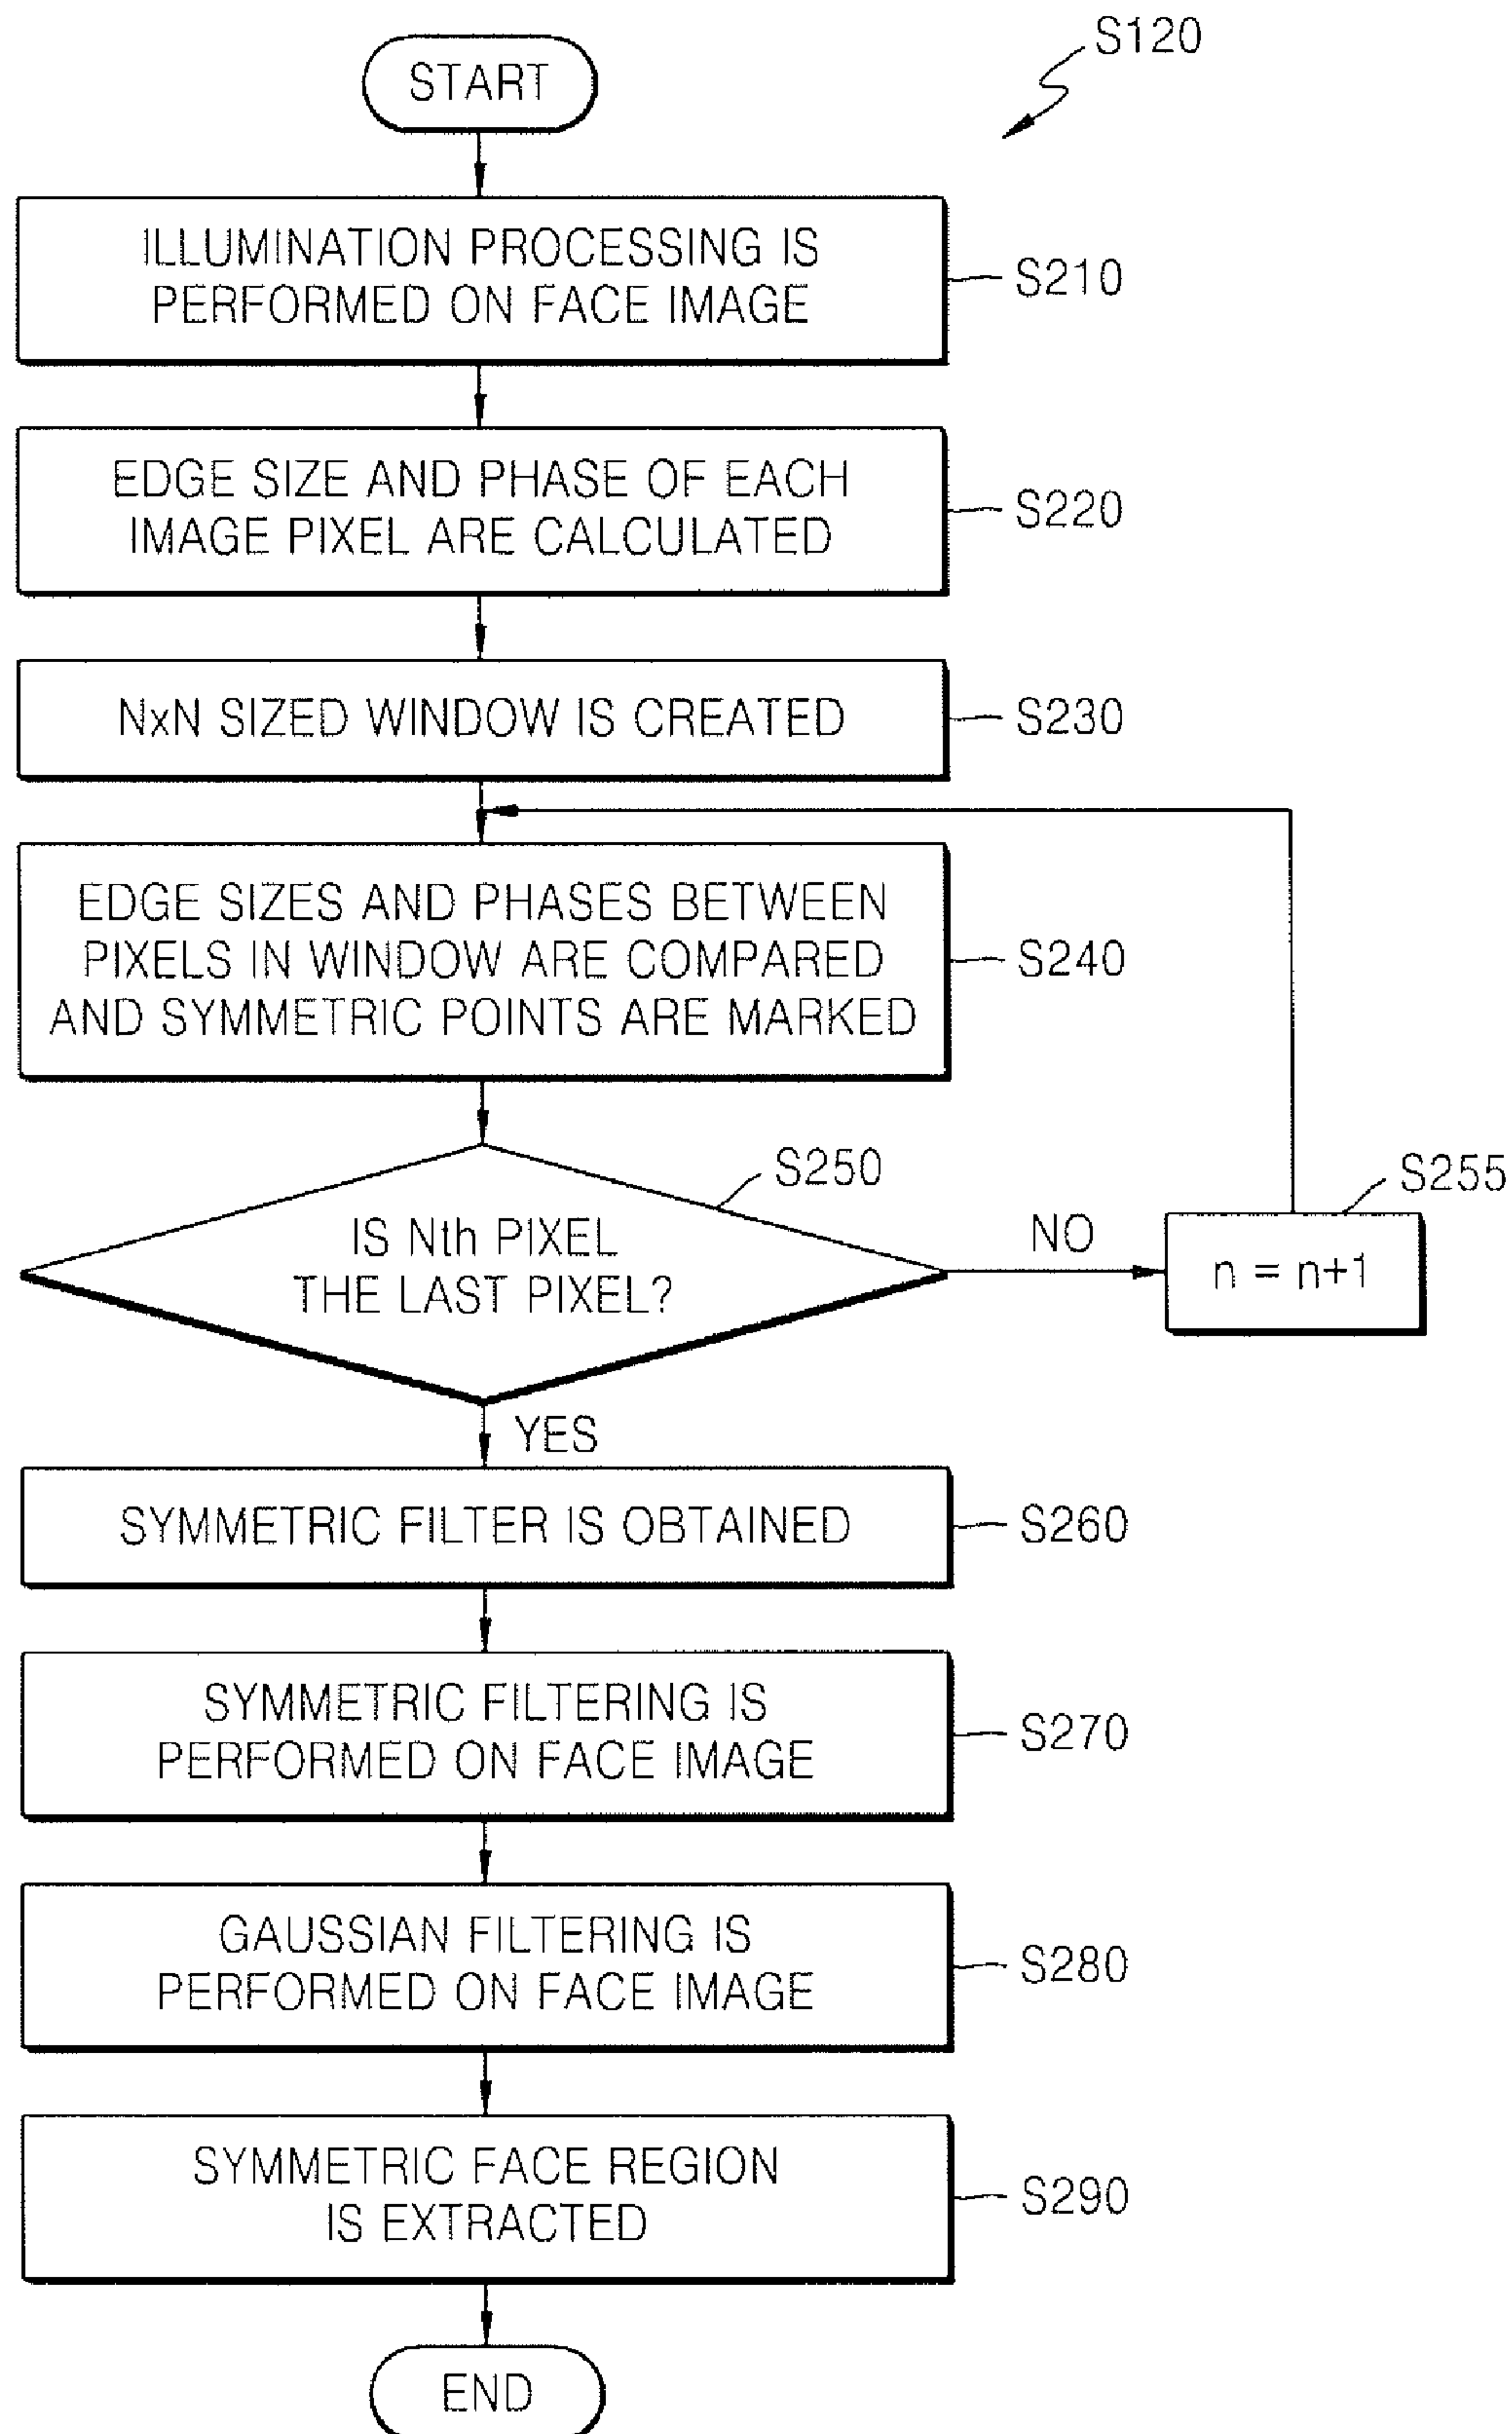 S120
START
ILLUMINATION PROCESSING IS
PERFORMED ON FACE IMAGE
S210
EDGE SIZE AND PHASE OF EACH
IMAGE PIXEL ARE CALCULATED
S220
NxN SIZED WINDOW IS CREATED
S230
EDGE SIZES AND PHASES BETWEEN
PIXELS IN WINDOW ARE COMPARED
AND SYMMETRIC POINTS ARE MARKED
S240
S250
IS Nth PIXEL
THE LAST PIXEL?
NO
S255
n = n+1
YES
SYMMETRIC FILTER IS OBTAINED
S260
SYMMETRIC FILTERING IS
PERFORMED ON FACE IMAGE
S270
GAUSSIAN FILTERING IS
PERFORMED ON FACE IMAGE
S280
SYMMETRIC FACE REGION
IS EXTRACTED
S290
END